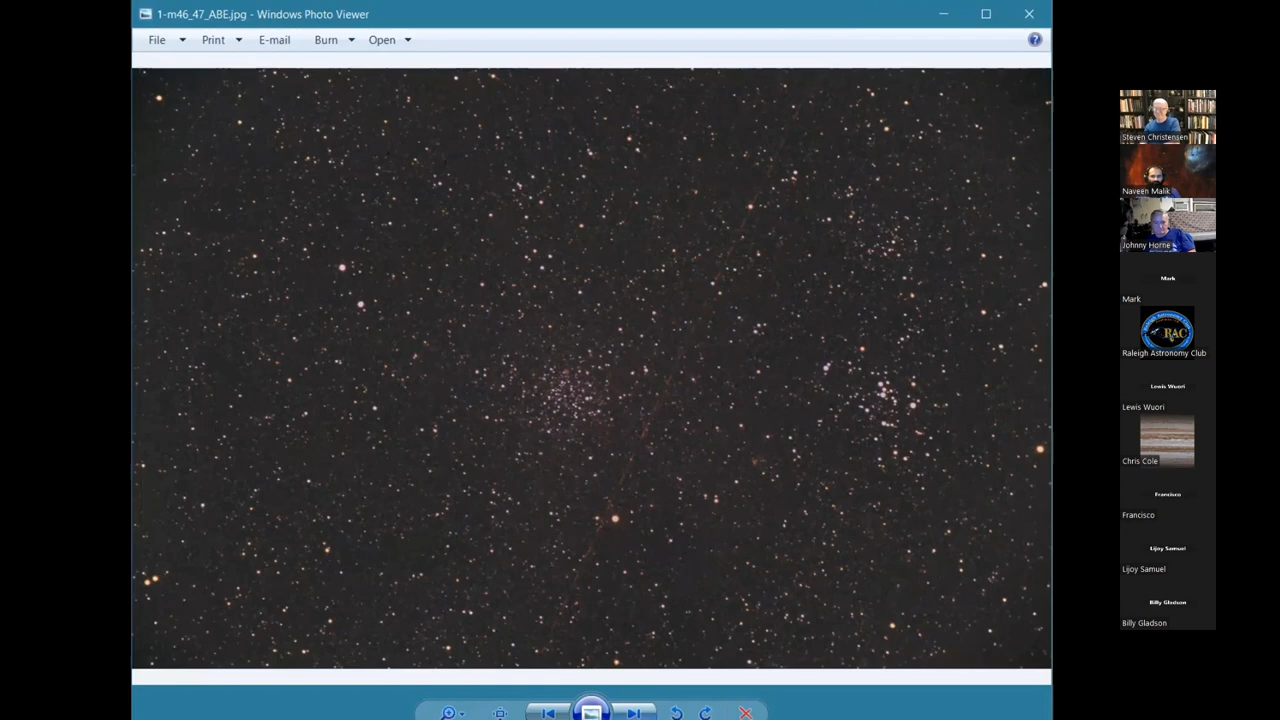 1-m46_47_ABE.jpg - Windows Photo Viewer
File Print E-mail Burn Open
Steven Christensen
Naveen Malik
Johnny Horne
Mark
Mark
RAC
Raleigh Astronomy Club
Lewis Wuori
Lewis Wuori
Chris Cole
Francisco
Francisco
Lijoy Samuel
Lijoy Samuel
Billy Gladson
Billy Gladson